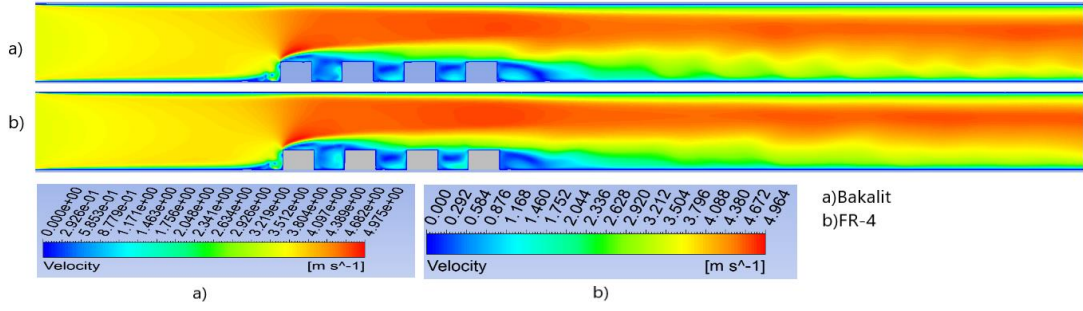 a)
b)
0.000e+00
2.926e-01
5.853e-01
8.779e-01
1.171e+00
1.463e+00
1.756e+00
2.048e+00
2.341e+00
2.634e+00
2.926e+00
3.219e+00
3.512e+00
3.804e+00
4.097e+00
4.389e+00
4.682e+00
4.975e+00
Velocity [m s^-1]
a)
0.000
0.292
0.584
0.876
1.168
1.460
1.752
2.044
2.336
2.628
2.920
3.212
3.504
3.796
4.088
4.380
4.672
4.964
Velocity [m s^-1]
b)
a)Bakalit
b)FR-4